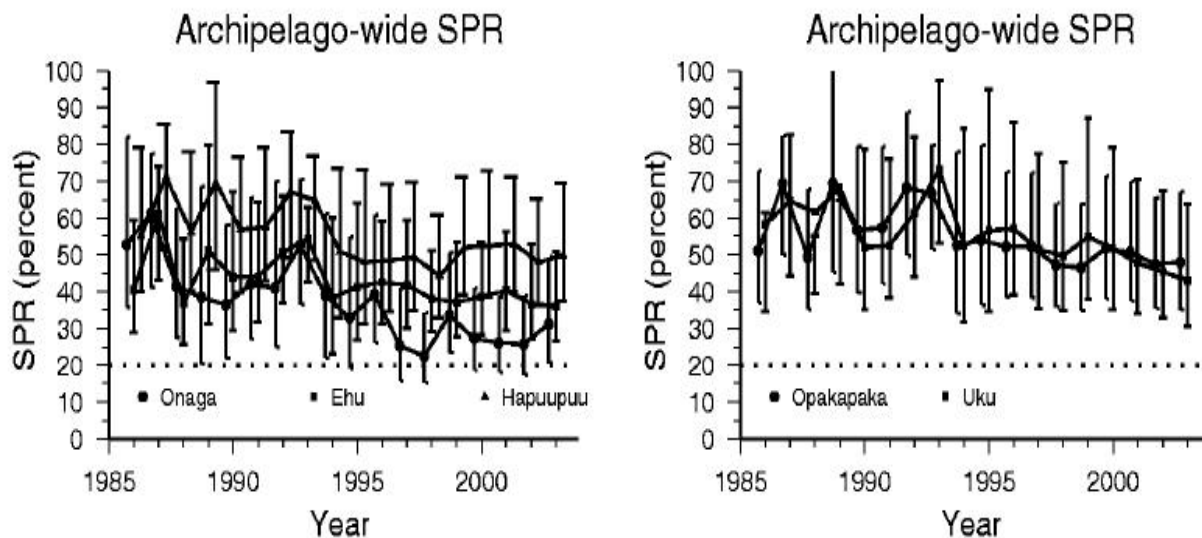 Archipelago-wide SPR
SPR (percent)
100
90
80
70
60
50
40
30
20
10
0
Onaga Ehu Hapuupuu
1985 1990 1995 2000
Year
Archipelago-wide SPR
SPR (percent)
100
90
80
70
60
50
40
30
20
10
0
Opakapaka Uku
1985 1990 1995 2000
Year